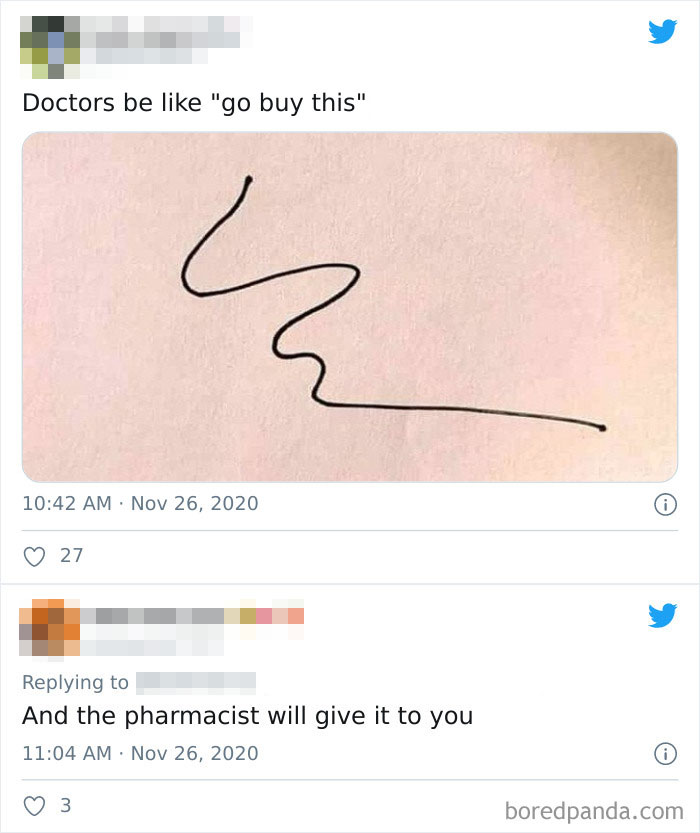 Doctors be like "go buy this"
10:42 AM · Nov 26, 2020
27
Replying to
And the pharmacist will give it to you
11:04 AM · Nov 26, 2020
3
boredpanda.com